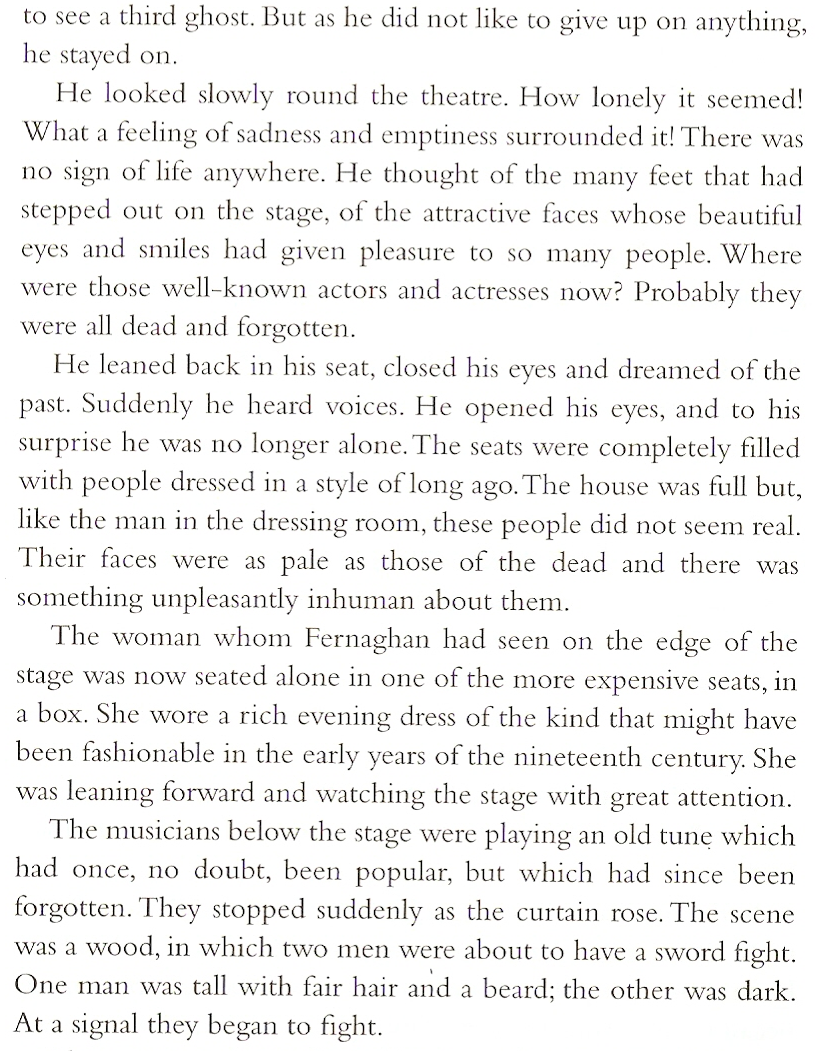 to see a third ghost. But as he did not like to give up on anything,
he stayed on.
He looked slowly round the theatre. How lonely it seemed!
What a feeling of sadness and emptiness surrounded it! There was
no sign of life anywhere. He thought of the many feet that had
stepped out on the stage, of the attractive faces whose beautiful
eyes and smiles had given pleasure to so many people. Where
were those well-known actors and actresses now? Probably they
were all dead and forgotten.
He leaned back in his seat, closed his eyes and dreamed of the
past. Suddenly he heard voices. He opened his eyes, and to his
surprise he was no longer alone. The seats were completely filled
with people dressed in a style of long ago. The house was full but,
like the man in the dressing room, these people did not seem real.
Their faces were as pale as those of the dead and there was
something unpleasantly inhuman about them.
The woman whom Fernaghan had seen on the edge of the
stage was now seated alone in one of the more expensive seats, in
a box. She wore a rich evening dress of the kind that might have
been fashionable in the early years of the nineteenth century. She
was leaning forward and watching the stage with great attention.
The musicians below the stage were playing an old tune which
had once, no doubt, been popular, but which had since been
forgotten. They stopped suddenly as the curtain rose. The scene
was a wood, in which two men were about to have a sword fight.
One man was tall with fair hair and a beard; the other was dark.
At a signal they began to fight.